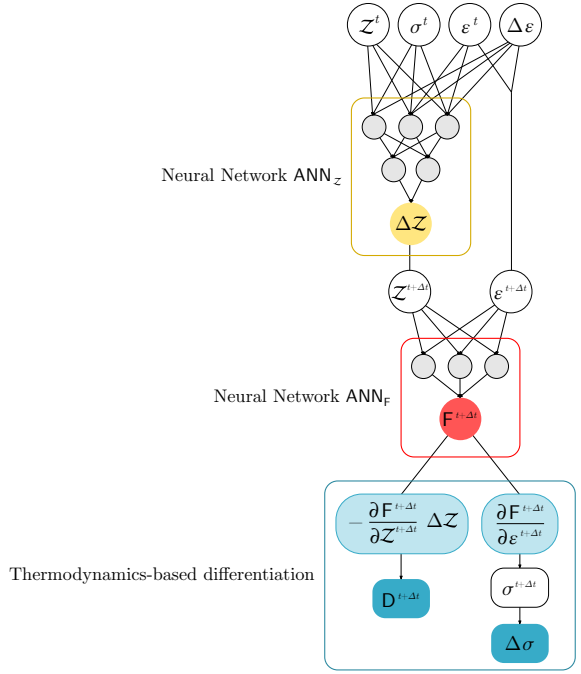 𝒵^t σ^t ε^t Δε
Neural Network ANN_𝒵
Δ𝒵
𝒵^{t+Δt} ε^{t+Δt}
Neural Network ANN_F
F^{t+Δt}
− ∂F^{t+Δt}/∂𝒵^{t+Δt} Δ𝒵 ∂F^{t+Δt}/∂ε^{t+Δt}
Thermodynamics-based differentiation
D^{t+Δt} σ^{t+Δt}
Δσ